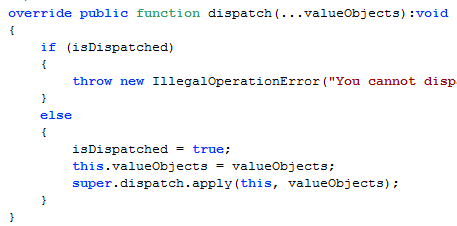 override public function dispatch(...valueObjects):void
{
if (isDispatched)
{
throw new IllegalOperationError("You cannot disp
}
else
{
isDispatched = true;
this.valueObjects = valueObjects;
super.dispatch.apply(this, valueObjects);
}
}